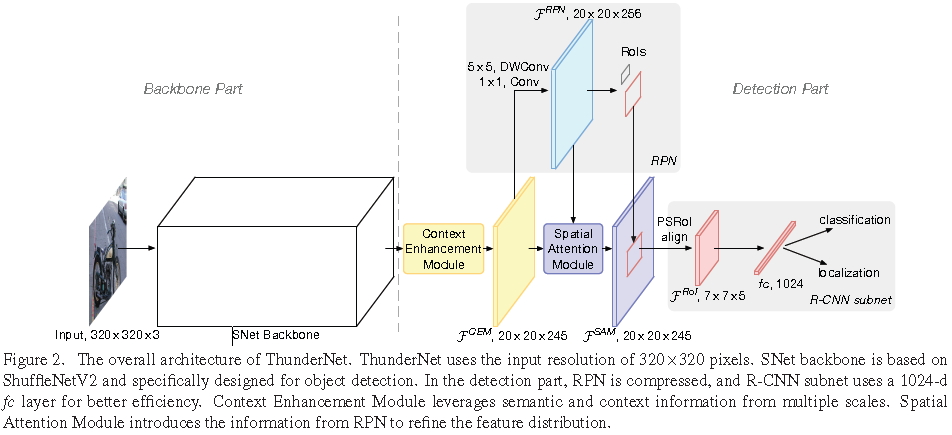 Backbone Part
Detection Part
ℱ^RPN, 20×20×256
RoIs
5×5, DWConv
1×1, Conv
RPN
Context
Enhancement
Module
Spatial
Attention
Module
PSRoI
align
classification
localization
fc, 1024
ℱ^RoI, 7×7×5
R-CNN subnet
Input, 320×320×3
SNet Backbone
ℱ^CEM, 20×20×245
ℱ^SAM, 20×20×245
Figure 2. The overall architecture of ThunderNet. ThunderNet uses the input resolution of 320×320 pixels. SNet backbone is based on
ShuffleNetV2 and specifically designed for object detection. In the detection part, RPN is compressed, and R-CNN subnet uses a 1024-d
fc layer for better efficiency. Context Enhancement Module leverages semantic and context information from multiple scales. Spatial
Attention Module introduces the information from RPN to refine the feature distribution.